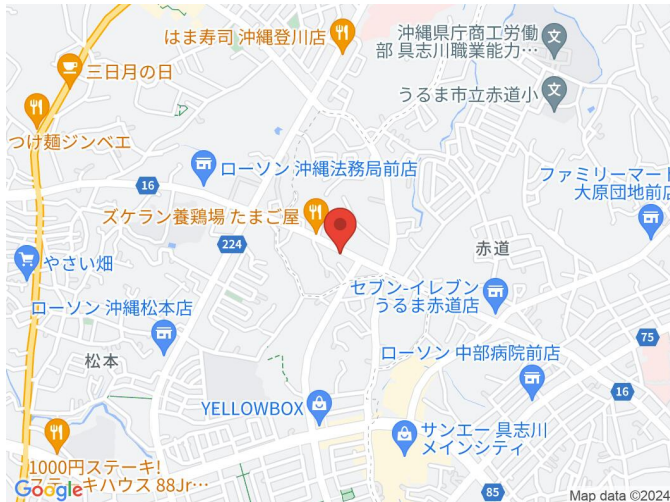 はま寿司 沖縄登川店
沖縄県庁商工労働
部 具志川職業能力…
三日月の日
うるま市立赤道小
つけ麺ジンベエ
ローソン 沖縄法務局前店
16
ファミリーマート
大原団地前店
ズケラン養鶏場 たまご屋
224
赤道
やさい畑
セブン-イレブン
うるま赤道店
ローソン 沖縄松本店
75
ローソン 中部病院前店
松本
16
YELLOWBOX
サンエー 具志川
メインシティ
1000円ステーキ!
ステーキハウス 88Jr…
85
Google
Map data ©2024